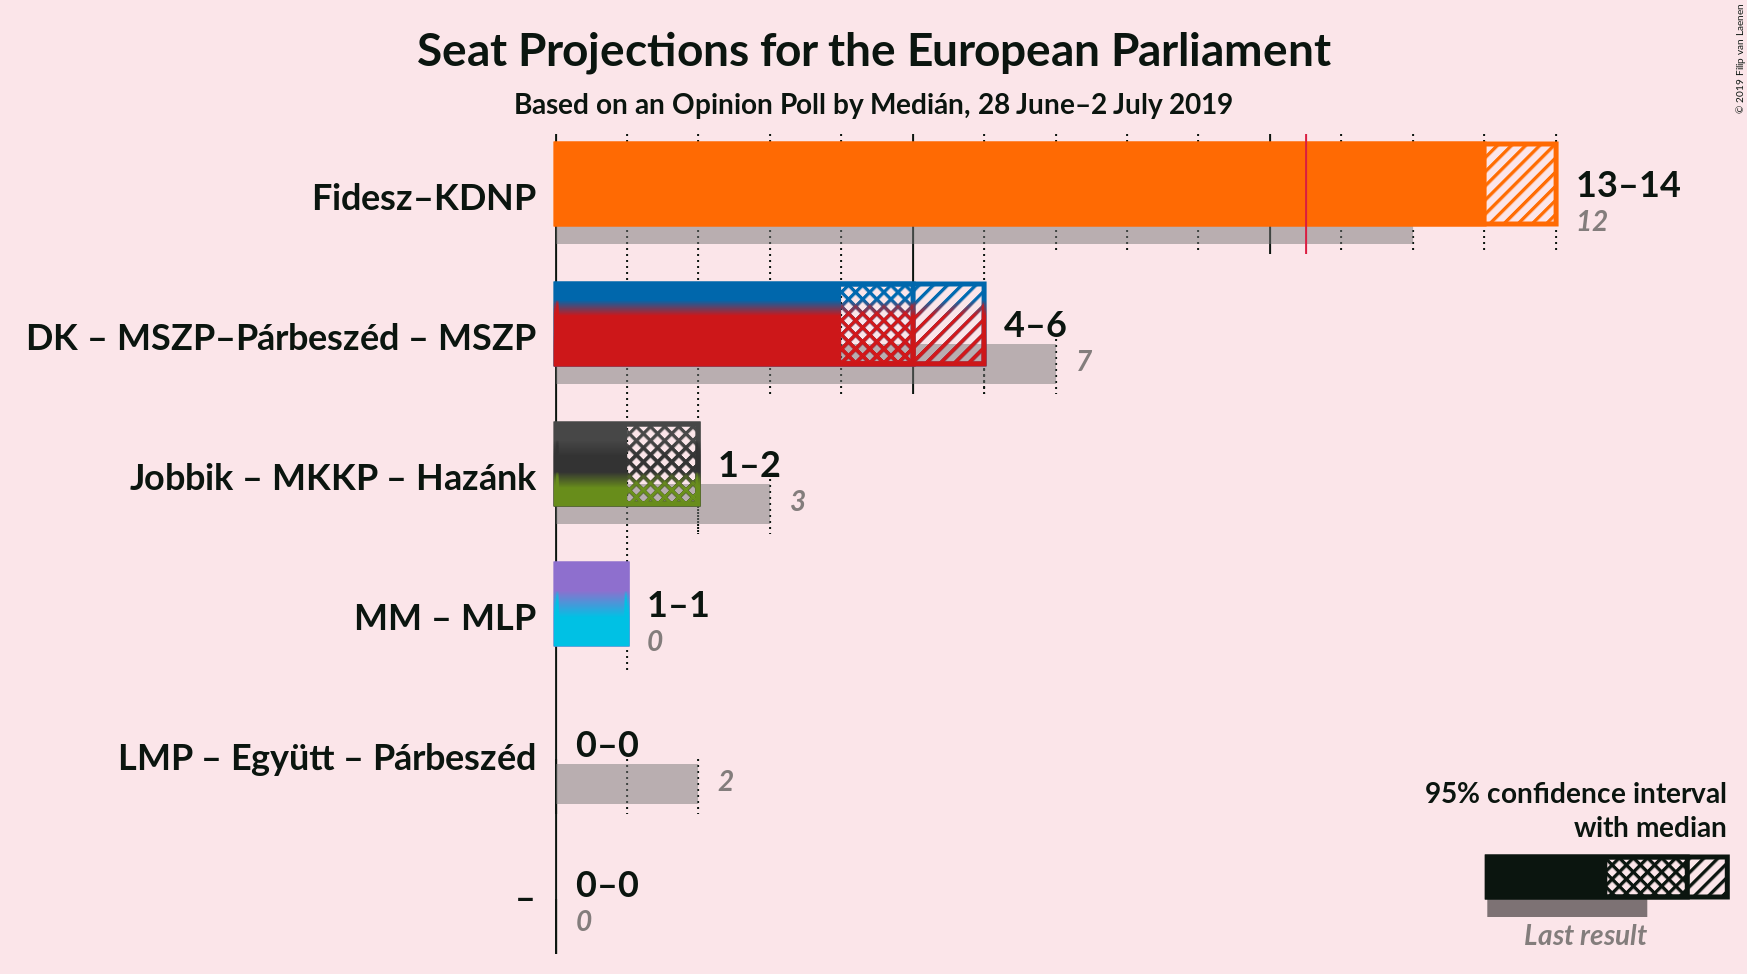 Seat Projections for the European Parliament
Based on an Opinion Poll by Medián, 28 June–2 July 2019
© 2019 Filip van Laenen
Fidesz–KDNP
13–14
12
DK – MSZP–Párbeszéd – MSZP
4–6
7
Jobbik – MKKP – Hazánk
1–2
3
MM – MLP
1–1
0
LMP – Együtt – Párbeszéd
0–0
2
–
0–0
0
95% confidence interval
with median
Last result